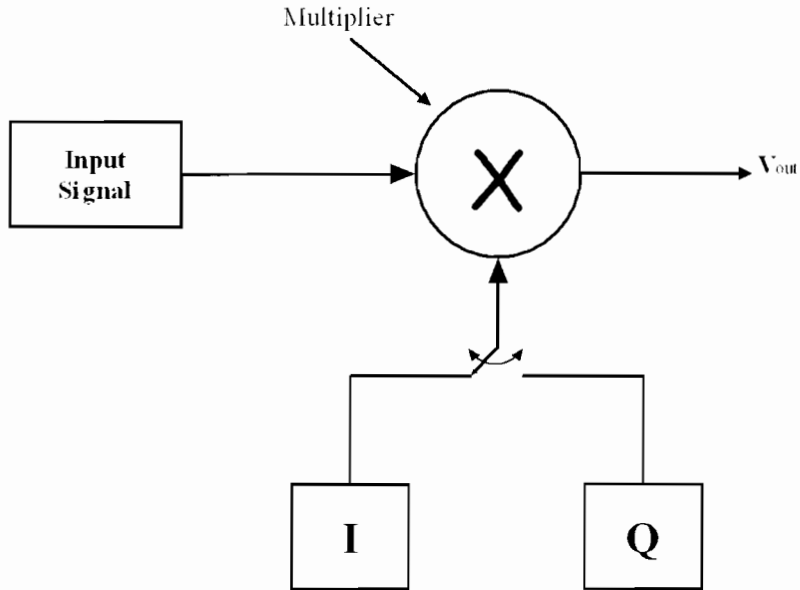 Multiplier
Input
Signal
X
Vout
I
Q